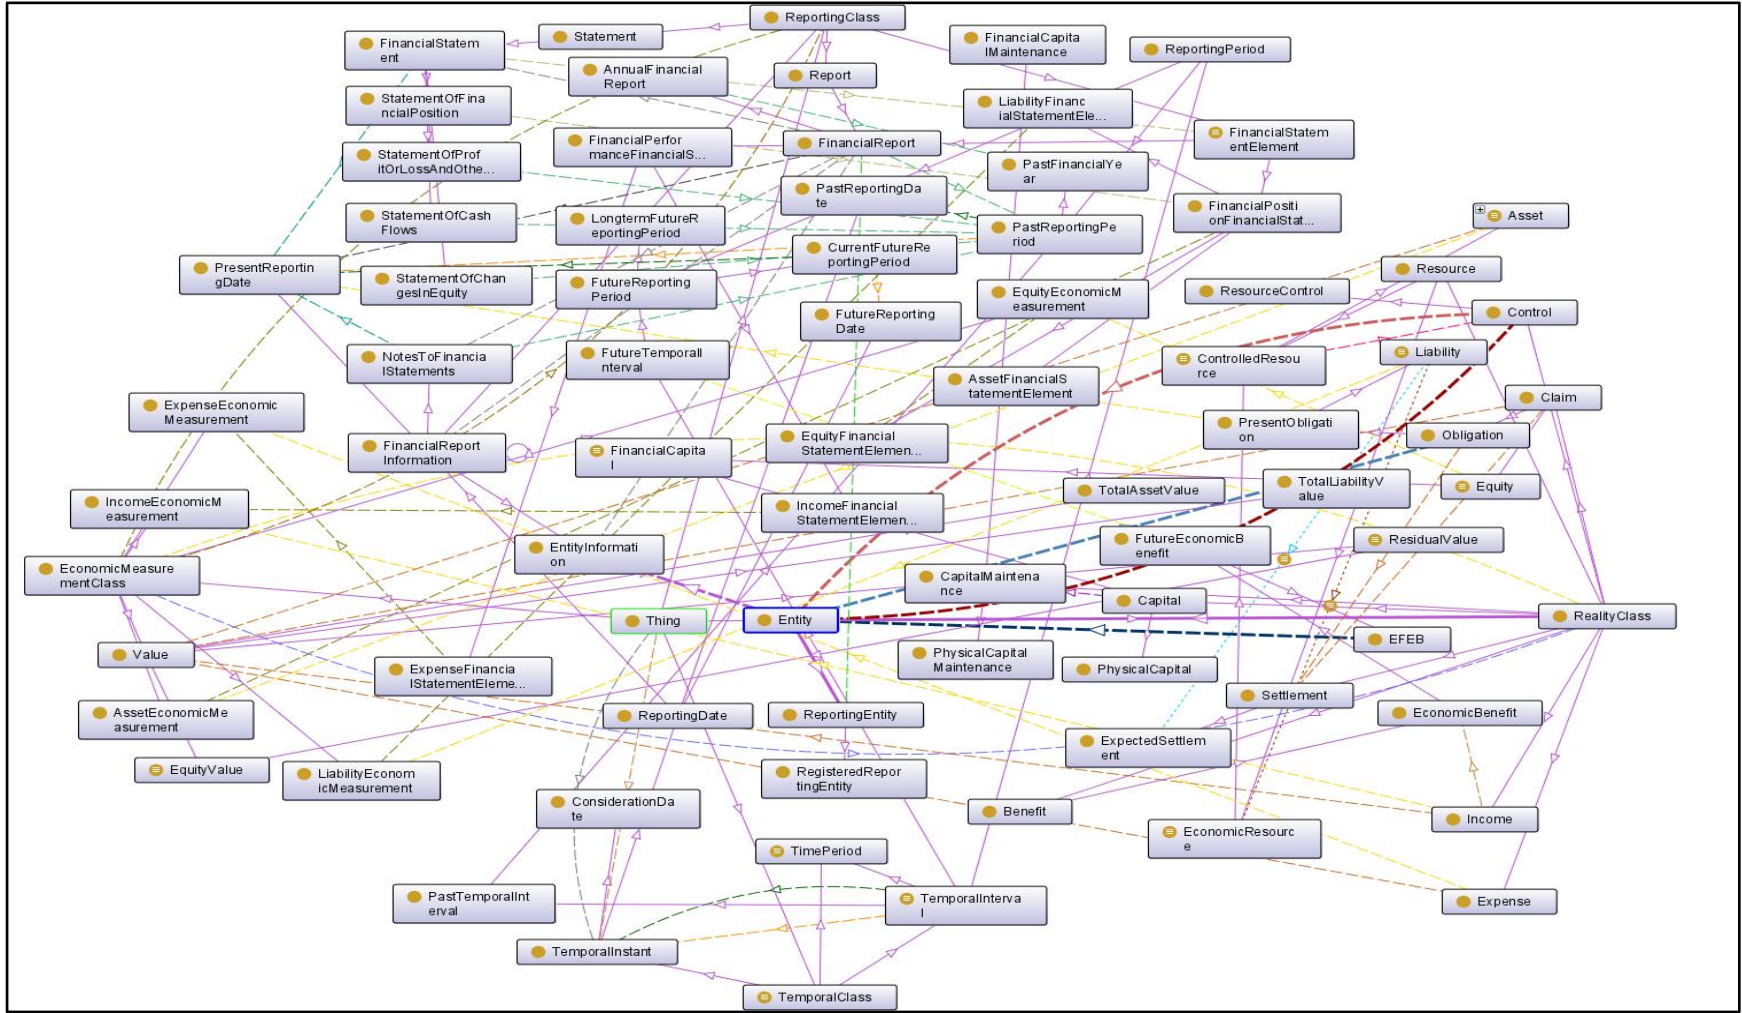 ReportingClass
Statement
FinancialStatem
ent
FinancialCapita
lMaintenance
ReportingPeriod
AnnualFinancial
Report
Report
StatementOfFina
ncialPosition
LiabilityFinanc
ialStatementEle...
FinancialStatem
entElement
FinancialPerfor
manceFinancialS...
FinancialReport
StatementOfProf
itOrLossAndOthe...
PastFinancialYe
ar
PastReportingDa
te
FinancialPositi
onFinancialStat...
Asset
StatementOfCash
Flows
LongtermFutureR
eportingPeriod
PastReportingPe
riod
CurrentFutureRe
portingPeriod
PresentReportin
gDate
StatementOfChan
gesInEquity
FutureReporting
Period
Resource
EquityEconomicM
easurement
ResourceControl
Control
FutureReporting
Date
NotesToFinancia
lStatements
FutureTemporalI
nterval
Liability
ControlledResou
rce
AssetFinancialS
tatementElement
Claim
ExpenseEconomic
Measurement
PresentObligati
on
Obligation
FinancialReport
Information
FinancialCapita
l
EquityFinancial
StatementElemen...
TotalAssetValue
TotalLiabilityV
alue
Equity
IncomeEconomicM
easurement
IncomeFinancial
StatementElemen...
EntityInformati
on
FutureEconomicB
enefit
ResidualValue
EconomicMeasure
mentClass
CapitalMaintena
nce
Capital
Thing
Entity
RealityClass
EFEB
Value
PhysicalCapital
Maintenance
PhysicalCapital
ExpenseFinancia
lStatementEleme...
Settlement
AssetEconomicMe
asurement
ReportingDate
ReportingEntity
EconomicBenefit
ExpectedSettlem
ent
EquityValue
LiabilityEconom
icMeasurement
RegisteredRepor
tingEntity
ConsiderationDa
te
Benefit
Income
EconomicResourc
e
TimePeriod
PastTemporalInt
erval
TemporalInterva
l
Expense
TemporalInstant
TemporalClass